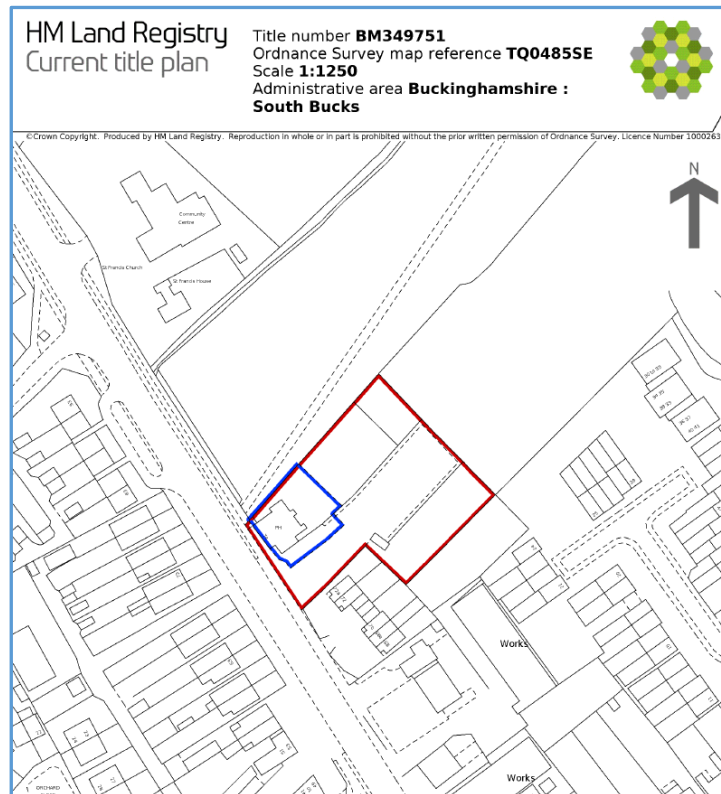 HM Land Registry
Current title plan
Title number BM349751
Ordnance Survey map reference TQ0485SE
Scale 1:1250
Administrative area Buckinghamshire :
South Bucks
©Crown Copyright. Produced by HM Land Registry. Reproduction in whole or in part is prohibited without the prior written permission of Ordnance Survey. Licence Number 1000263
N
Community
Centre
St Francis Church
St Francis House
PH
Works
Works
ORCHARD